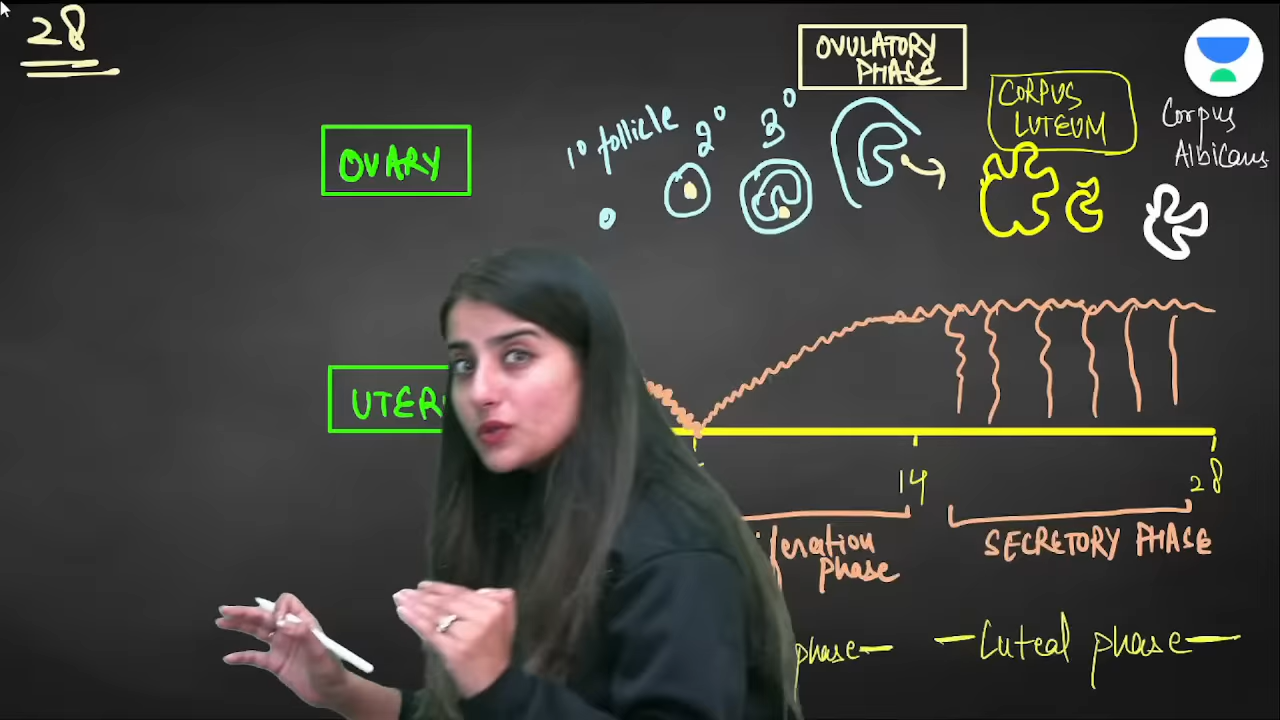 28
OVULATORY
PHASE
CORPUS
LUTEUM
Corpus
Albicans
1° follicle
2°
3°
OVARY
UTER
14
28
eration
phase
SECRETORY PHASE
phase
Luteal phase